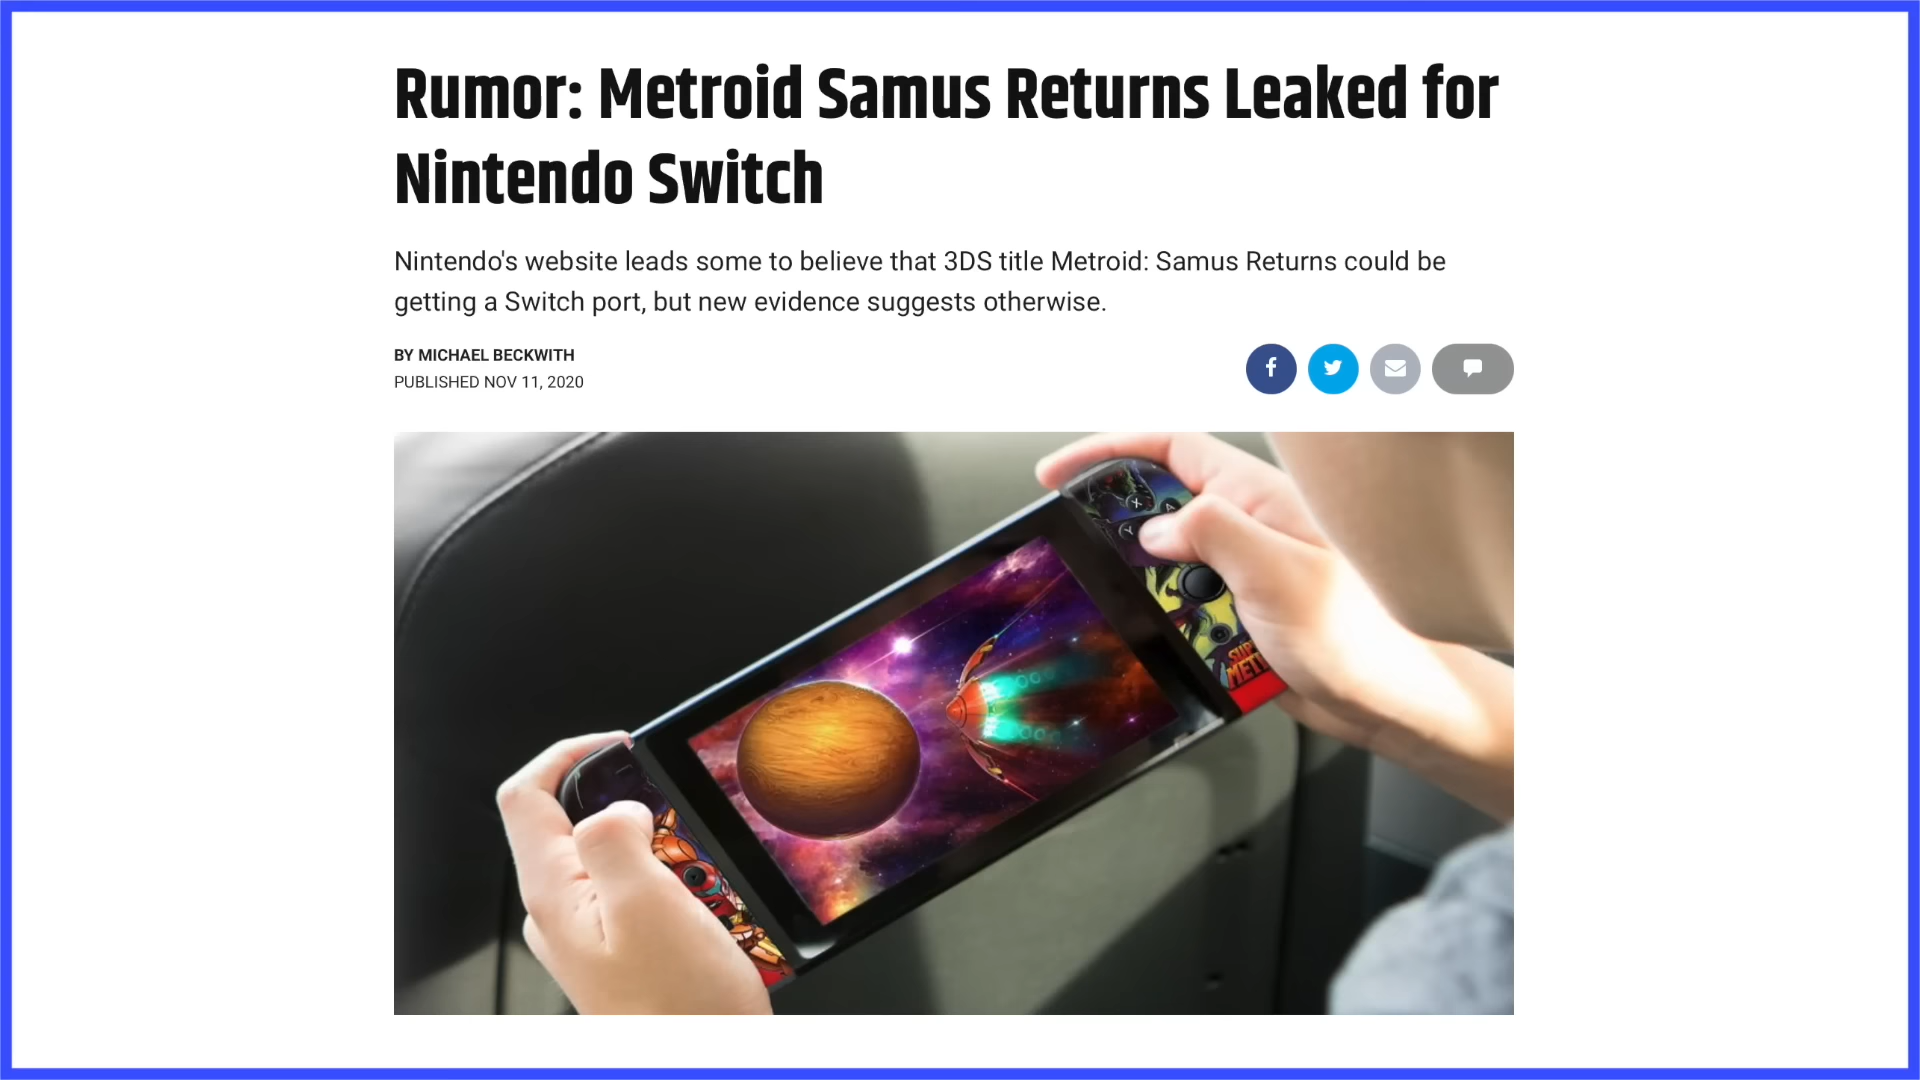 Rumor: Metroid Samus Returns Leaked for
Nintendo Switch
Nintendo's website leads some to believe that 3DS title Metroid: Samus Returns could be
getting a Switch port, but new evidence suggests otherwise.
BY MICHAEL BECKWITH
PUBLISHED NOV 11, 2020
f
X
A
Y